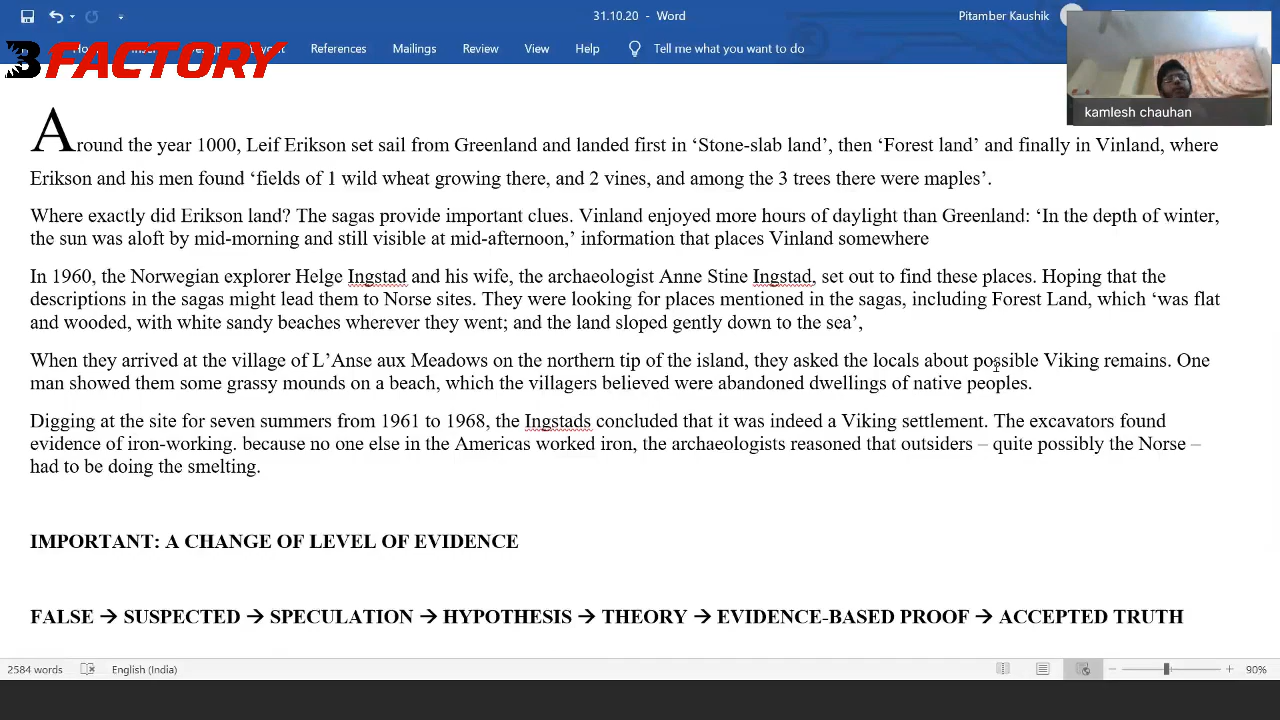 31.10.20 - Word
Pitamber Kaushik
References Mailings Review View Help Tell me what you want to do
3 FACTORY
kamlesh chauhan
Around the year 1000, Leif Erikson set sail from Greenland and landed first in ‘Stone-slab land’, then ‘Forest land’ and finally in Vinland, where
Erikson and his men found ‘fields of 1 wild wheat growing there, and 2 vines, and among the 3 trees there were maples’.
Where exactly did Erikson land? The sagas provide important clues. Vinland enjoyed more hours of daylight than Greenland: ‘In the depth of winter,
the sun was aloft by mid-morning and still visible at mid-afternoon,’ information that places Vinland somewhere
In 1960, the Norwegian explorer Helge Ingstad and his wife, the archaeologist Anne Stine Ingstad, set out to find these places. Hoping that the
descriptions in the sagas might lead them to Norse sites. They were looking for places mentioned in the sagas, including Forest Land, which ‘was flat
and wooded, with white sandy beaches wherever they went; and the land sloped gently down to the sea’,
When they arrived at the village of L’Anse aux Meadows on the northern tip of the island, they asked the locals about possible Viking remains. One
man showed them some grassy mounds on a beach, which the villagers believed were abandoned dwellings of native peoples.
Digging at the site for seven summers from 1961 to 1968, the Ingstads concluded that it was indeed a Viking settlement. The excavators found
evidence of iron-working. because no one else in the Americas worked iron, the archaeologists reasoned that outsiders – quite possibly the Norse –
had to be doing the smelting.
IMPORTANT: A CHANGE OF LEVEL OF EVIDENCE
FALSE → SUSPECTED → SPECULATION → HYPOTHESIS → THEORY → EVIDENCE-BASED PROOF → ACCEPTED TRUTH
2584 words English (India) 90%